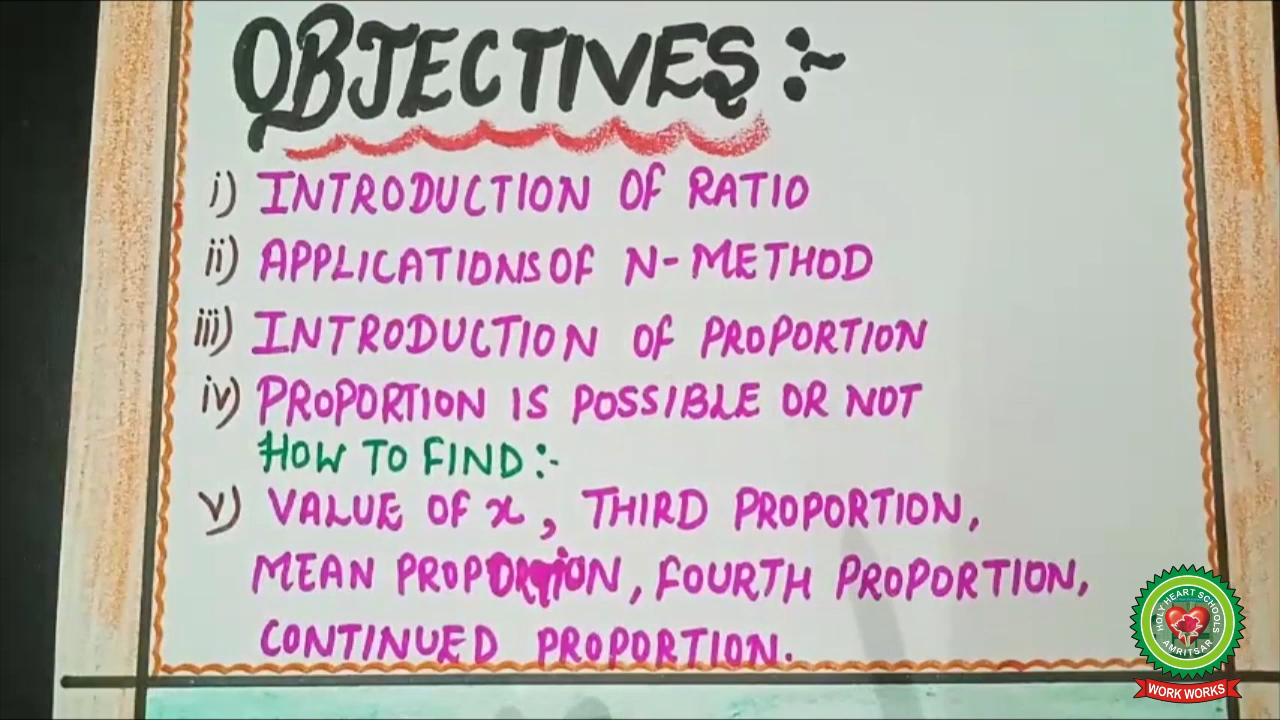 OBJECTIVES :~
i) INTRODUCTION OF RATIO
ii) APPLICATIONS OF N-METHOD
iii) INTRODUCTION OF PROPORTION
iv) PROPORTION IS POSSIBLE OR NOT
HOW TO FIND :-
v) VALUE OF x, THIRD PROPORTION,
MEAN PROPORTION, FOURTH PROPORTION,
CONTINUED PROPORTION.
HOLY HEART SCHOOLS
AMRITSAR
WORK WORKS